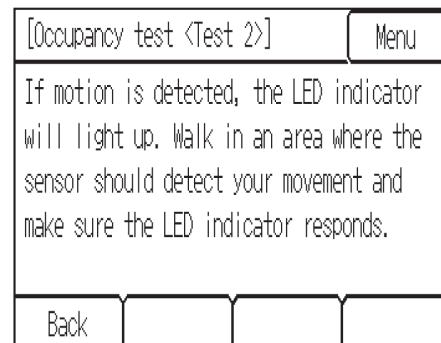 [Occupancy test <Test 2>]
Menu
If motion is detected, the LED indicator
will light up. Walk in an area where the
sensor should detect your movement and
make sure the LED indicator responds.
Back